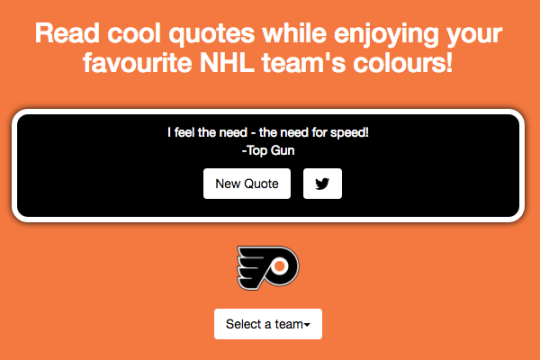 Read cool quotes while enjoying your
favourite NHL team's colours!
I feel the need - the need for speed!
-Top Gun
New Quote
Select a team